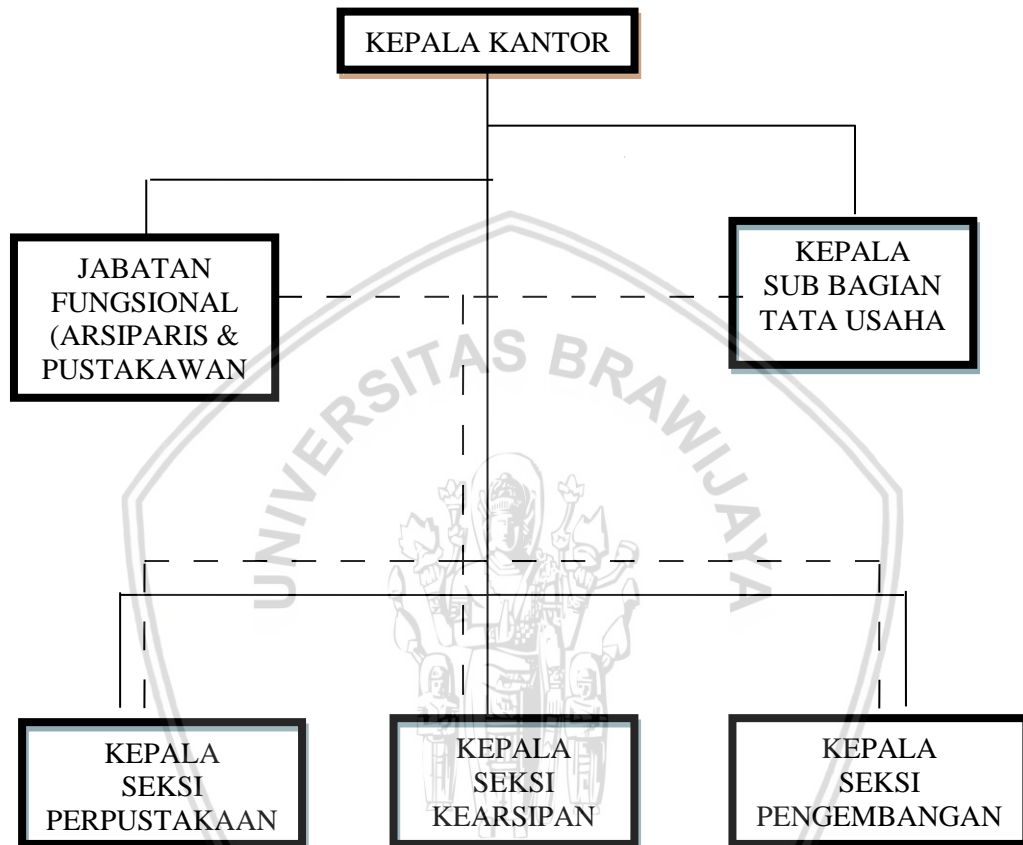 KEPALA KANTOR
JABATAN
FUNGSIONAL
(ARSIPARIS &
PUSTAKAWAN
KEPALA
SUB BAGIAN
TATA USAHA
UNIVERSITAS BRAWIJAYA
KEPALA
SEKSI
PERPUSTAKAAN
KEPALA
SEKSI
KEARSIPAN
KEPALA
SEKSI
PENGEMBANGAN